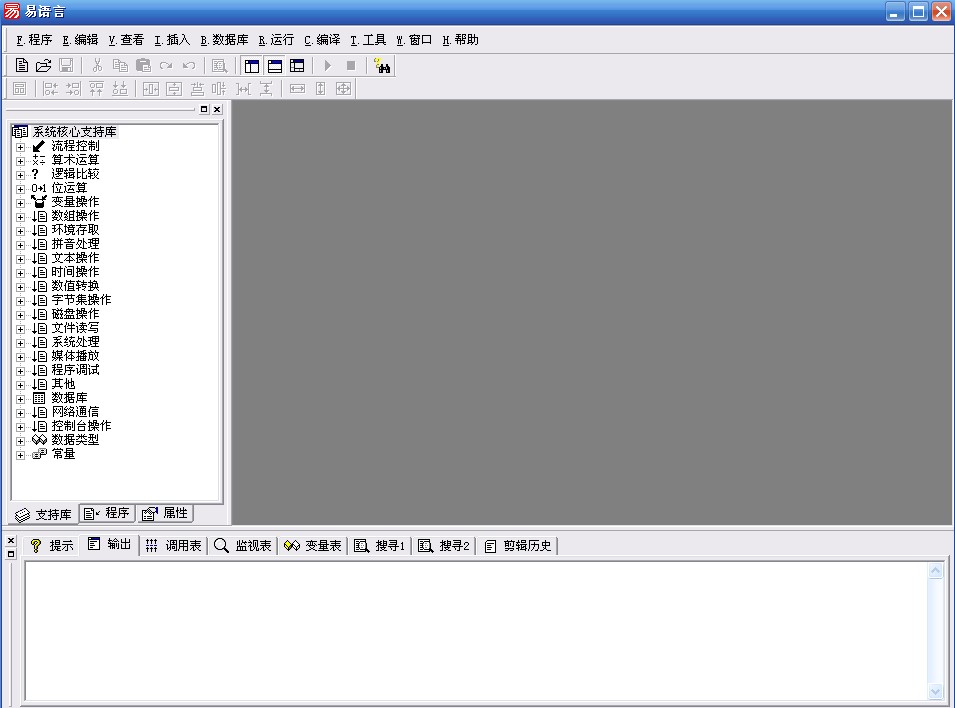 易语言
F.程序 E.编辑 V.查看 I.插入 B.数据库 R.运行 C.编译 T.工具 W.窗口 H.帮助
系统核心支持库
流程控制
算术运算
逻辑比较
位运算
变量操作
数组操作
环境存取
拼音处理
文本操作
时间操作
数值转换
字节集操作
磁盘操作
文件读写
系统处理
媒体播放
程序调试
其他
数据库
网络通信
控制台操作
数据类型
常量
支持库 程序 属性
提示 输出 调用表 监视表 变量表 搜寻1 搜寻2 剪辑历史